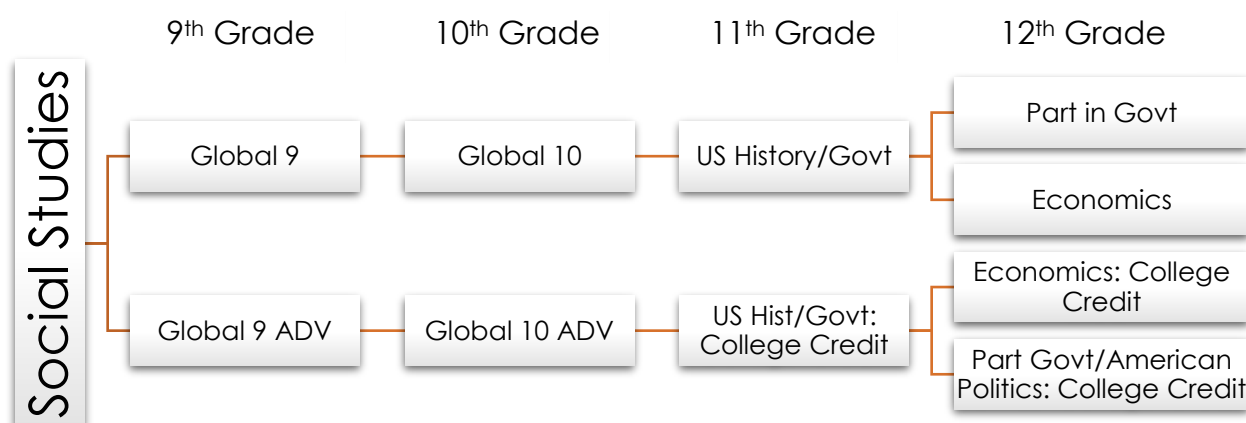 9th Grade
10th Grade
11th Grade
12th Grade
Social Studies
Global 9
Global 10
US History/Govt
Part in Govt
Economics
Global 9 ADV
Global 10 ADV
US Hist/Govt:
College Credit
Economics: College
Credit
Part Govt/American
Politics: College Credit